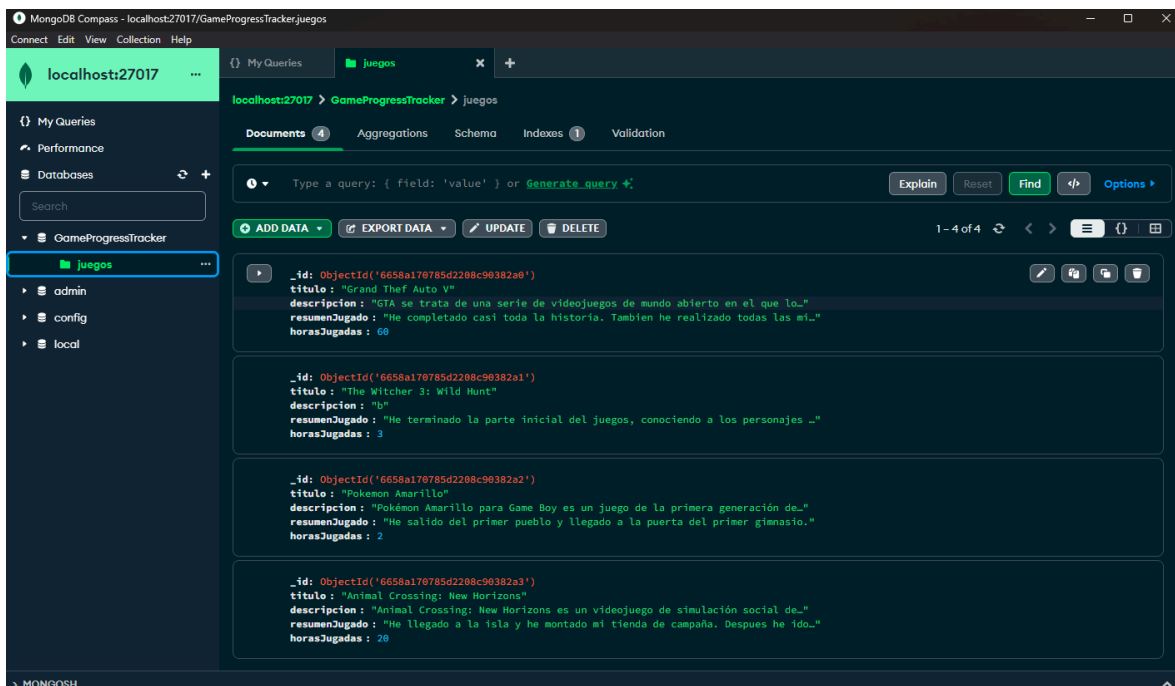 MongoDB Compass - localhost:27017/GameProgressTracker.juegos
Connect Edit View Collection Help
localhost:27017 ...
{} My Queries
Performance
Databases
Search
GameProgressTracker
juegos ...
admin
config
local
{} My Queries juegos
localhost:27017 > GameProgressTracker > juegos
Documents 4 Aggregations Schema Indexes 1 Validation
Type a query: { field: 'value' } or Generate query Explain Reset Find </> Options
ADD DATA EXPORT DATA UPDATE DELETE 1 - 4 of 4 {}
_id: ObjectId('6658a170785d2208c90382a0')
titulo : "Grand Thef Auto V"
descripcion : "GTA se trata de una serie de videojuegos de mundo abierto en el que lo…"
resumenJugado : "He completado casi toda la historia. Tambien he realizado todas las mi…"
horasJugadas : 60
_id: ObjectId('6658a170785d2208c90382a1')
titulo : "The Witcher 3: Wild Hunt"
descripcion : "b"
resumenJugado : "He terminado la parte inicial del juegos, conociendo a los personajes …"
horasJugadas : 3
_id: ObjectId('6658a170785d2208c90382a2')
titulo : "Pokemon Amarillo"
descripcion : "Pokémon Amarillo para Game Boy es un juego de la primera generación de…"
resumenJugado : "He salido del primer pueblo y llegado a la puerta del primer gimnasio."
horasJugadas : 2
_id: ObjectId('6658a170785d2208c90382a3')
titulo : "Animal Crossing: New Horizons"
descripcion : "Animal Crossing: New Horizons es un videojuego de simulación social de…"
resumenJugado : "He llegado a la isla y he montado mi tienda de campaña. Despues he ido…"
horasJugadas : 20
> MONGOSH